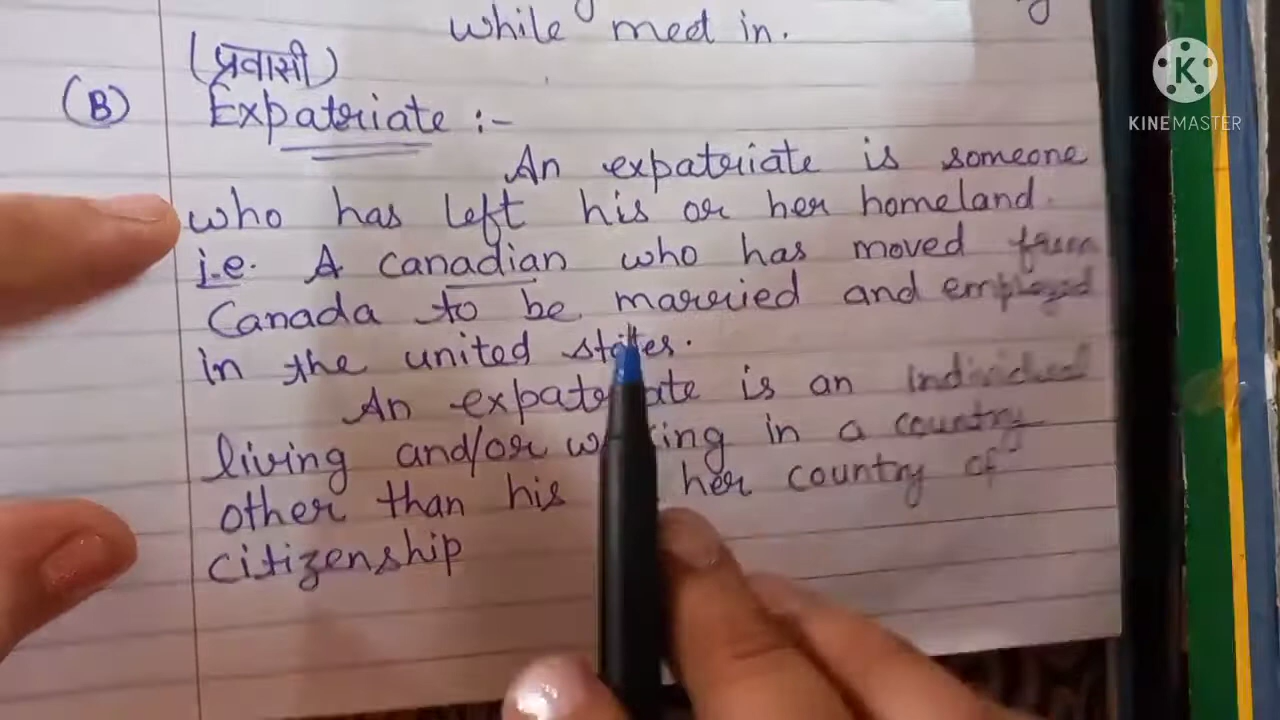 while med in.
(प्रवासी)
(B) Expatriate :-
An expatriate is someone
who has left his or her homeland.
i.e. A Canadian who has moved from
Canada to be married and employed
in the united states.
An expatriate is an individual
living and/or working in a country
other than his her country of
citizenship
K
KINEMASTER